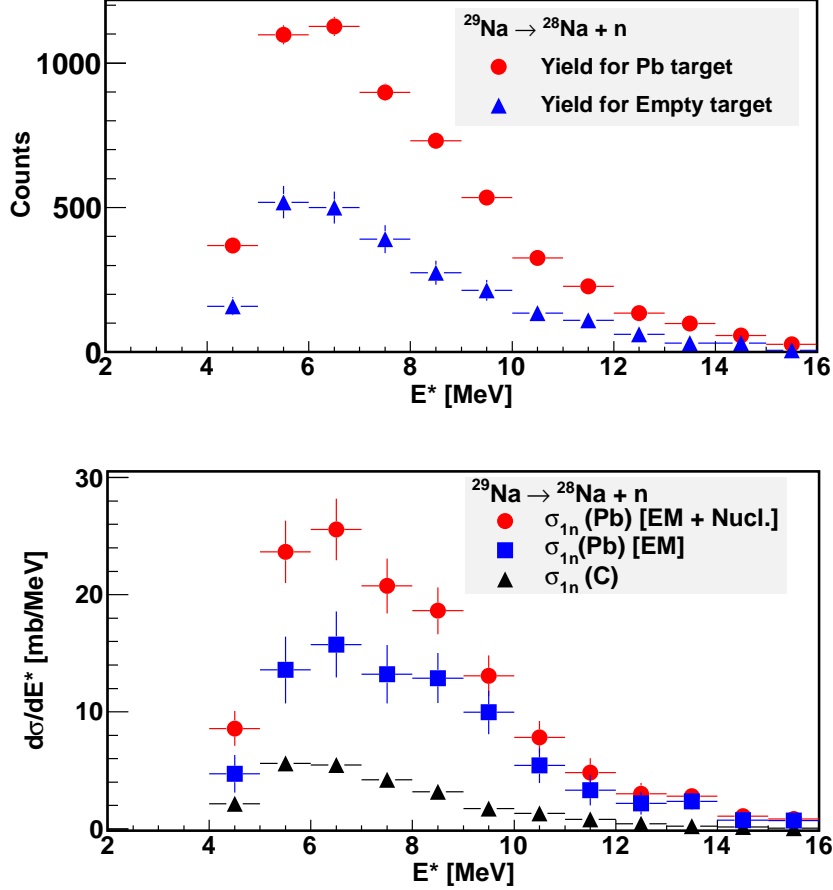 ²⁹Na → ²⁸Na + n
Yield for Pb target
Yield for Empty target
Counts
1000
500
0
2 4 6 8 10 12 14 16
E* [MeV]
²⁹Na → ²⁸Na + n
σ₁ₙ (Pb) [EM + Nucl.]
σ₁ₙ(Pb) [EM]
σ₁ₙ (C)
dσ/dE* [mb/MeV]
30
20
10
0
2 4 6 8 10 12 14 16
E* [MeV]